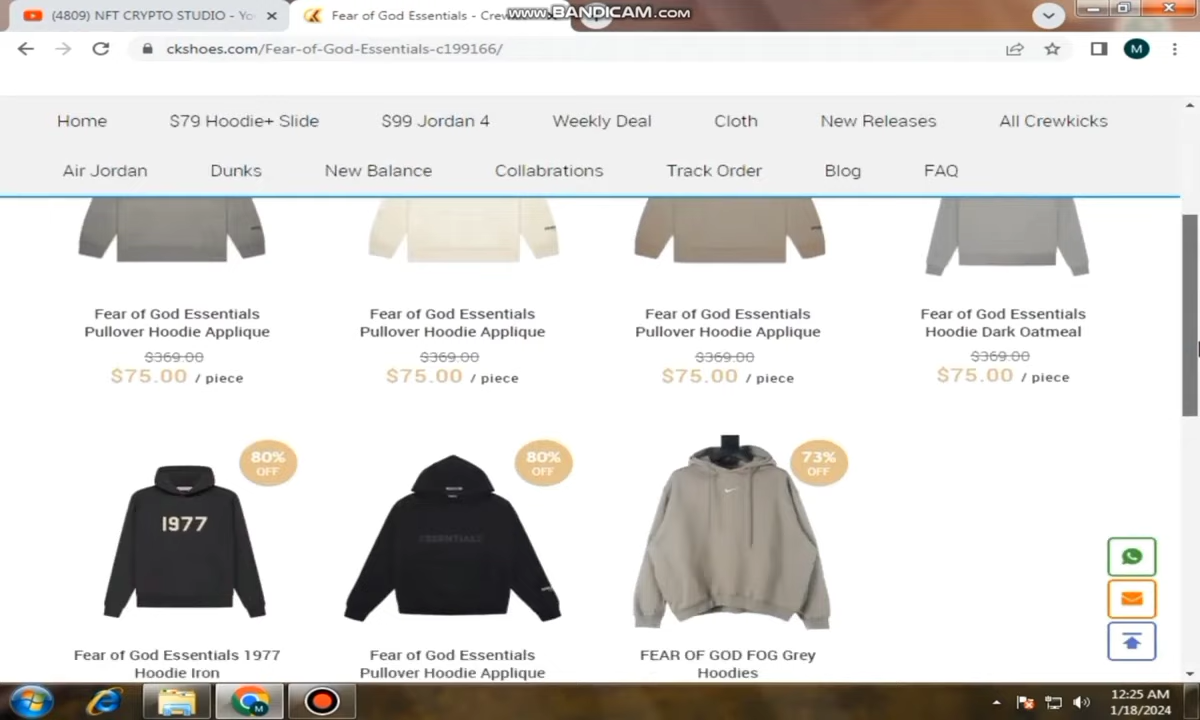 (4809) NFT CRYPTO STUDIO - Yo
Fear of God Essentials - Crew
www.BANDICAM.com
ckshoes.com/Fear-of-God-Essentials-c199166/
M
Home $79 Hoodie+ Slide $99 Jordan 4 Weekly Deal Cloth New Releases All Crewkicks
Air Jordan Dunks New Balance Collabrations Track Order Blog FAQ
Fear of God Essentials
Pullover Hoodie Applique
$369.00
$75.00 / piece
Fear of God Essentials
Pullover Hoodie Applique
$369.00
$75.00 / piece
Fear of God Essentials
Pullover Hoodie Applique
$369.00
$75.00 / piece
Fear of God Essentials
Hoodie Dark Oatmeal
$369.00
$75.00 / piece
80%
OFF
1977
Fear of God Essentials 1977
Hoodie Iron
80%
OFF
ESSENTIALS
Fear of God Essentials
Pullover Hoodie Applique
73%
OFF
FEAR OF GOD FOG Grey
Hoodies
M
12:25 AM
1/18/2024